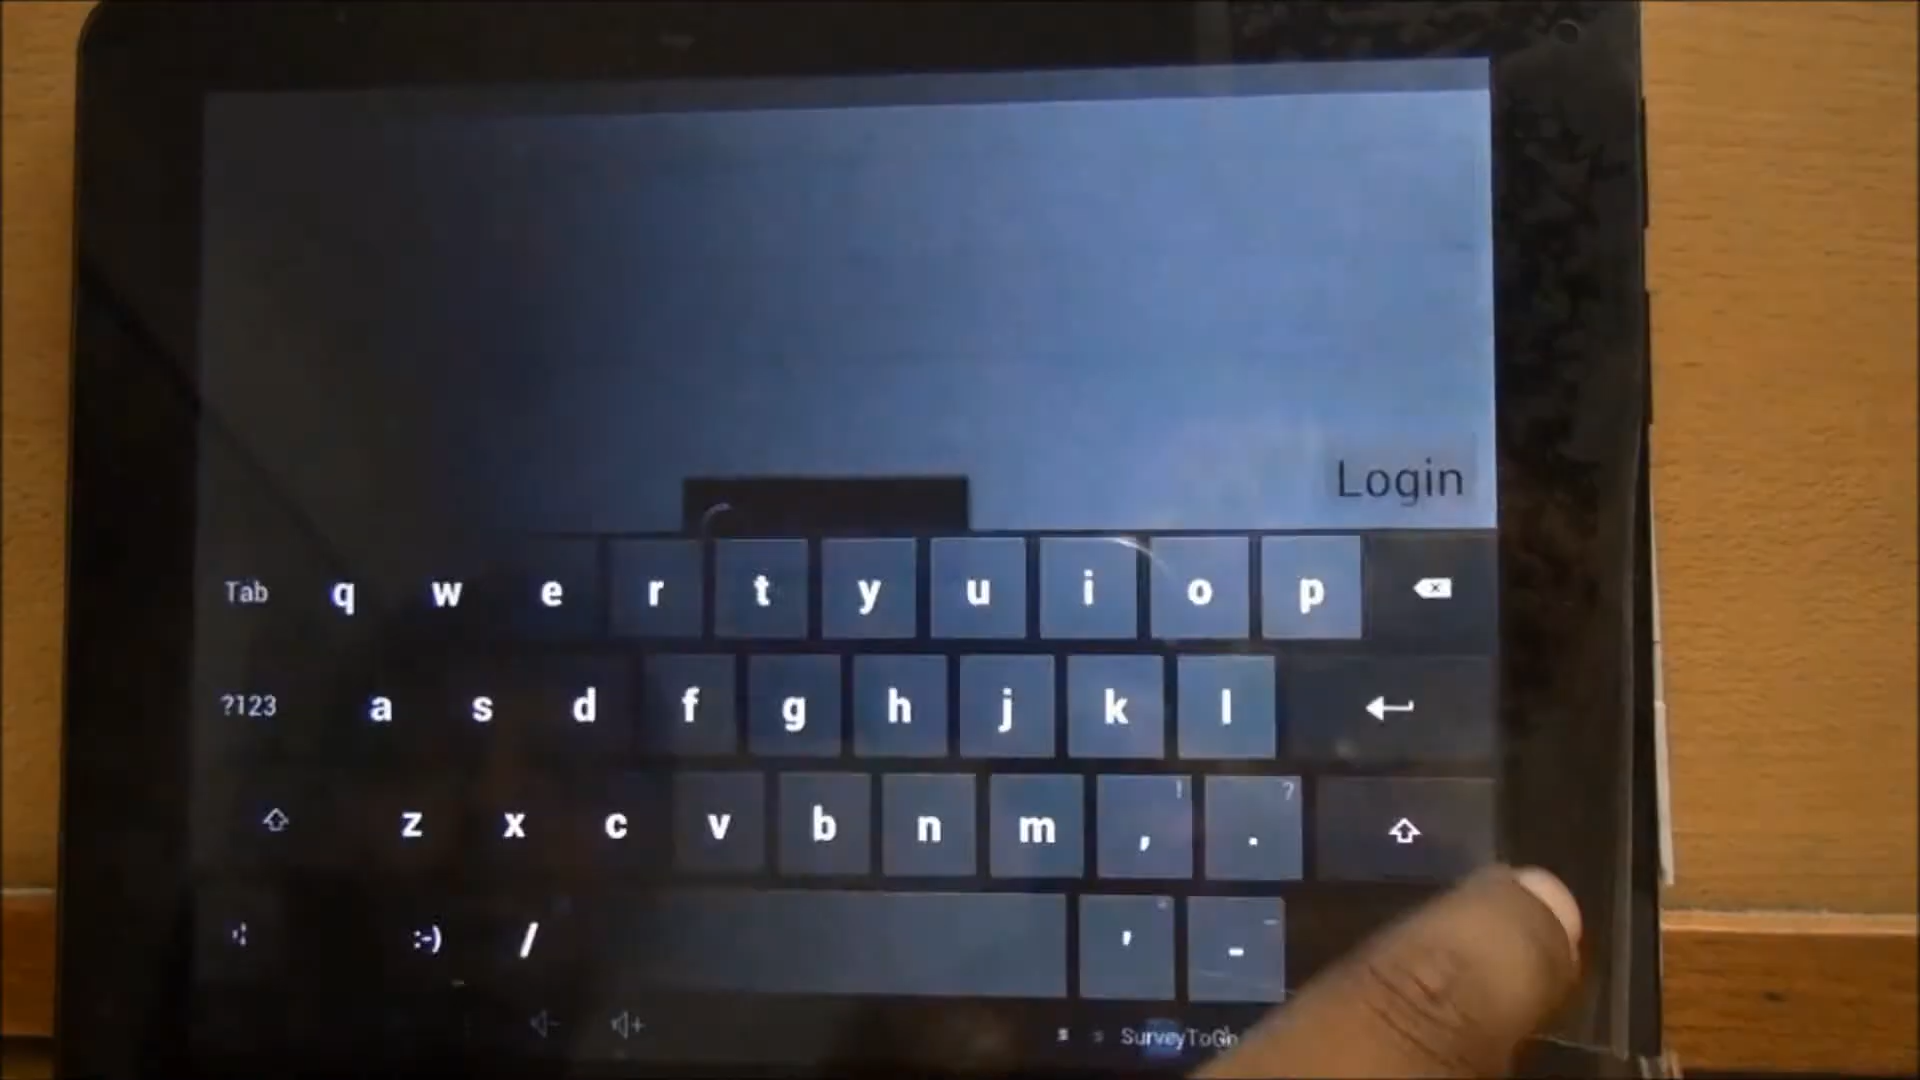 Login
Tab q w e r t y u i o p
?123 a s d f g h j k l
z x c v b n m ! , ? .
:-) / " ' _ -
SurveyToGo